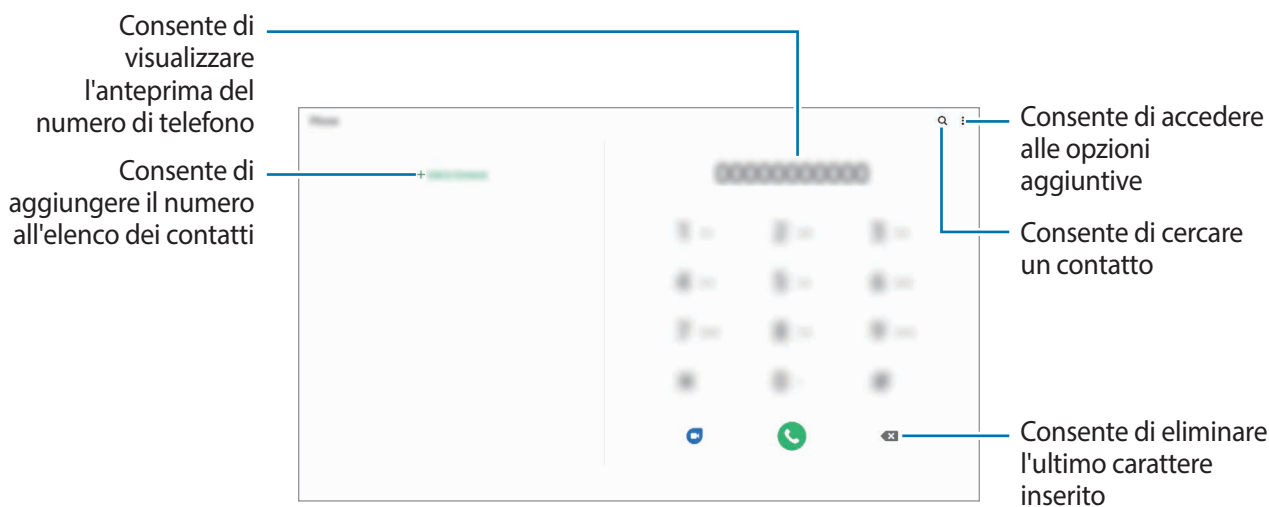 Consente di
visualizzare
l'anteprima del
numero di telefono
Consente di
aggiungere il numero
all'elenco dei contatti
Consente di accedere
alle opzioni
aggiuntive
Consente di cercare
un contatto
Consente di eliminare
l'ultimo carattere
inserito